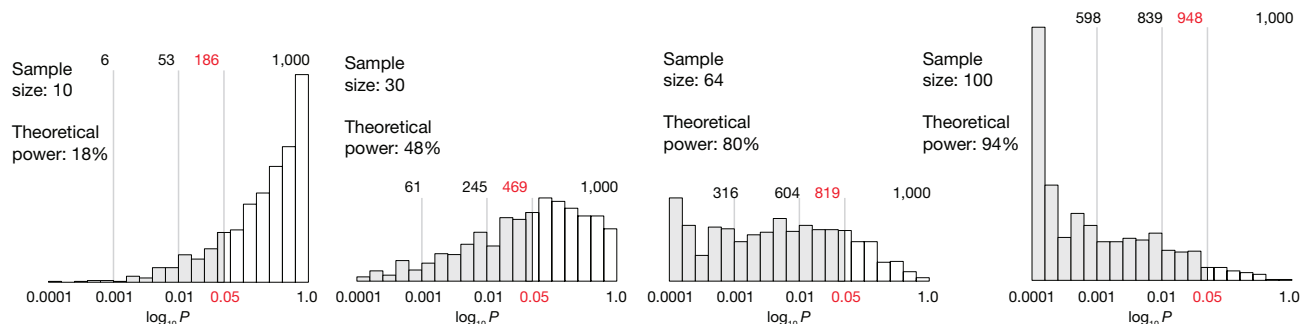 6 53 186 1,000
Sample
size: 10
Theoretical
power: 18%
0.0001 0.001 0.01 0.05 1.0
log₁₀ P
Sample
size: 30
Theoretical
power: 48%
61 245 469 1,000
0.0001 0.001 0.01 0.05 1.0
log₁₀ P
Sample
size: 64
Theoretical
power: 80%
316 604 819 1,000
0.0001 0.001 0.01 0.05 1.0
log₁₀ P
598 839 948 1,000
Sample
size: 100
Theoretical
power: 94%
0.0001 0.001 0.01 0.05 1.0
log₁₀ P